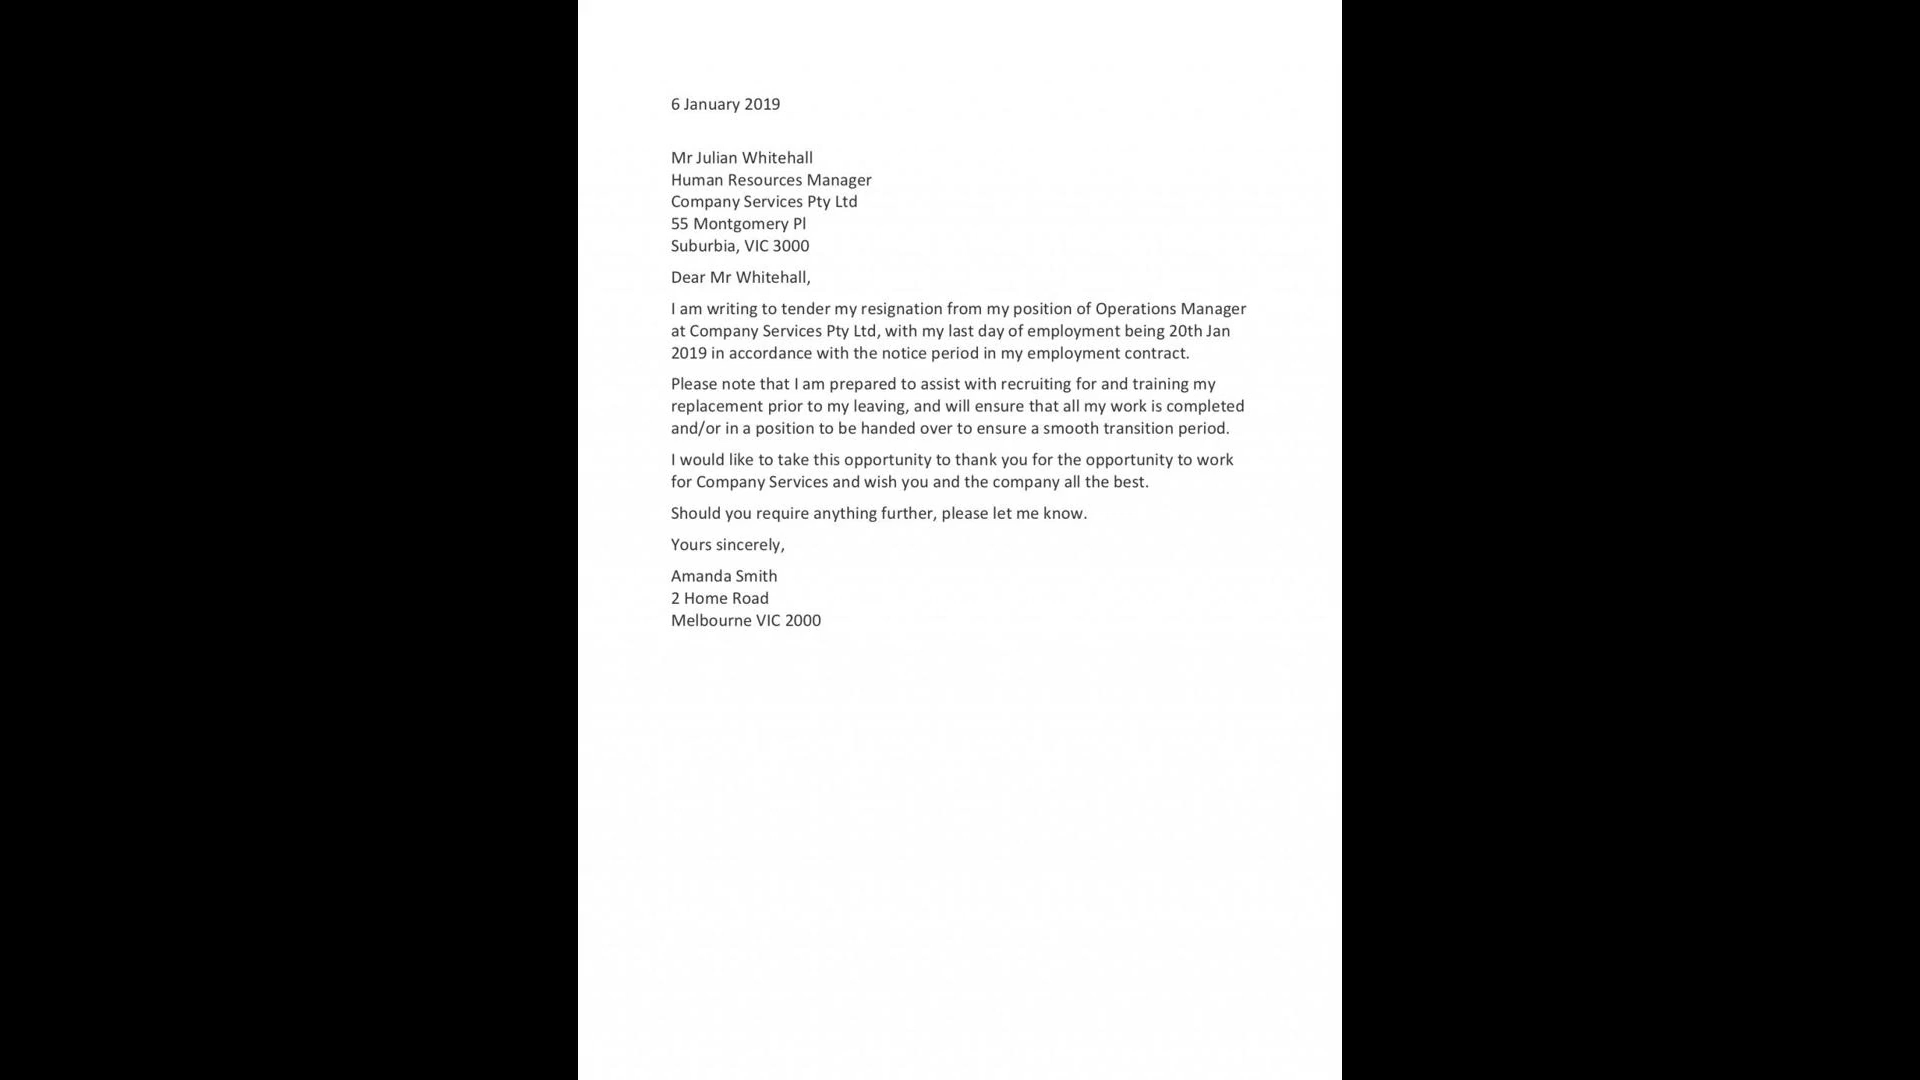 6 January 2019
Mr Julian Whitehall
Human Resources Manager
Company Services Pty Ltd
55 Montgomery Pl
Suburbia, VIC 3000
Dear Mr Whitehall,
I am writing to tender my resignation from my position of Operations Manager
at Company Services Pty Ltd, with my last day of employment being 20th Jan
2019 in accordance with the notice period in my employment contract.
Please note that I am prepared to assist with recruiting for and training my
replacement prior to my leaving, and will ensure that all my work is completed
and/or in a position to be handed over to ensure a smooth transition period.
I would like to take this opportunity to thank you for the opportunity to work
for Company Services and wish you and the company all the best.
Should you require anything further, please let me know.
Yours sincerely,
Amanda Smith
2 Home Road
Melbourne VIC 2000